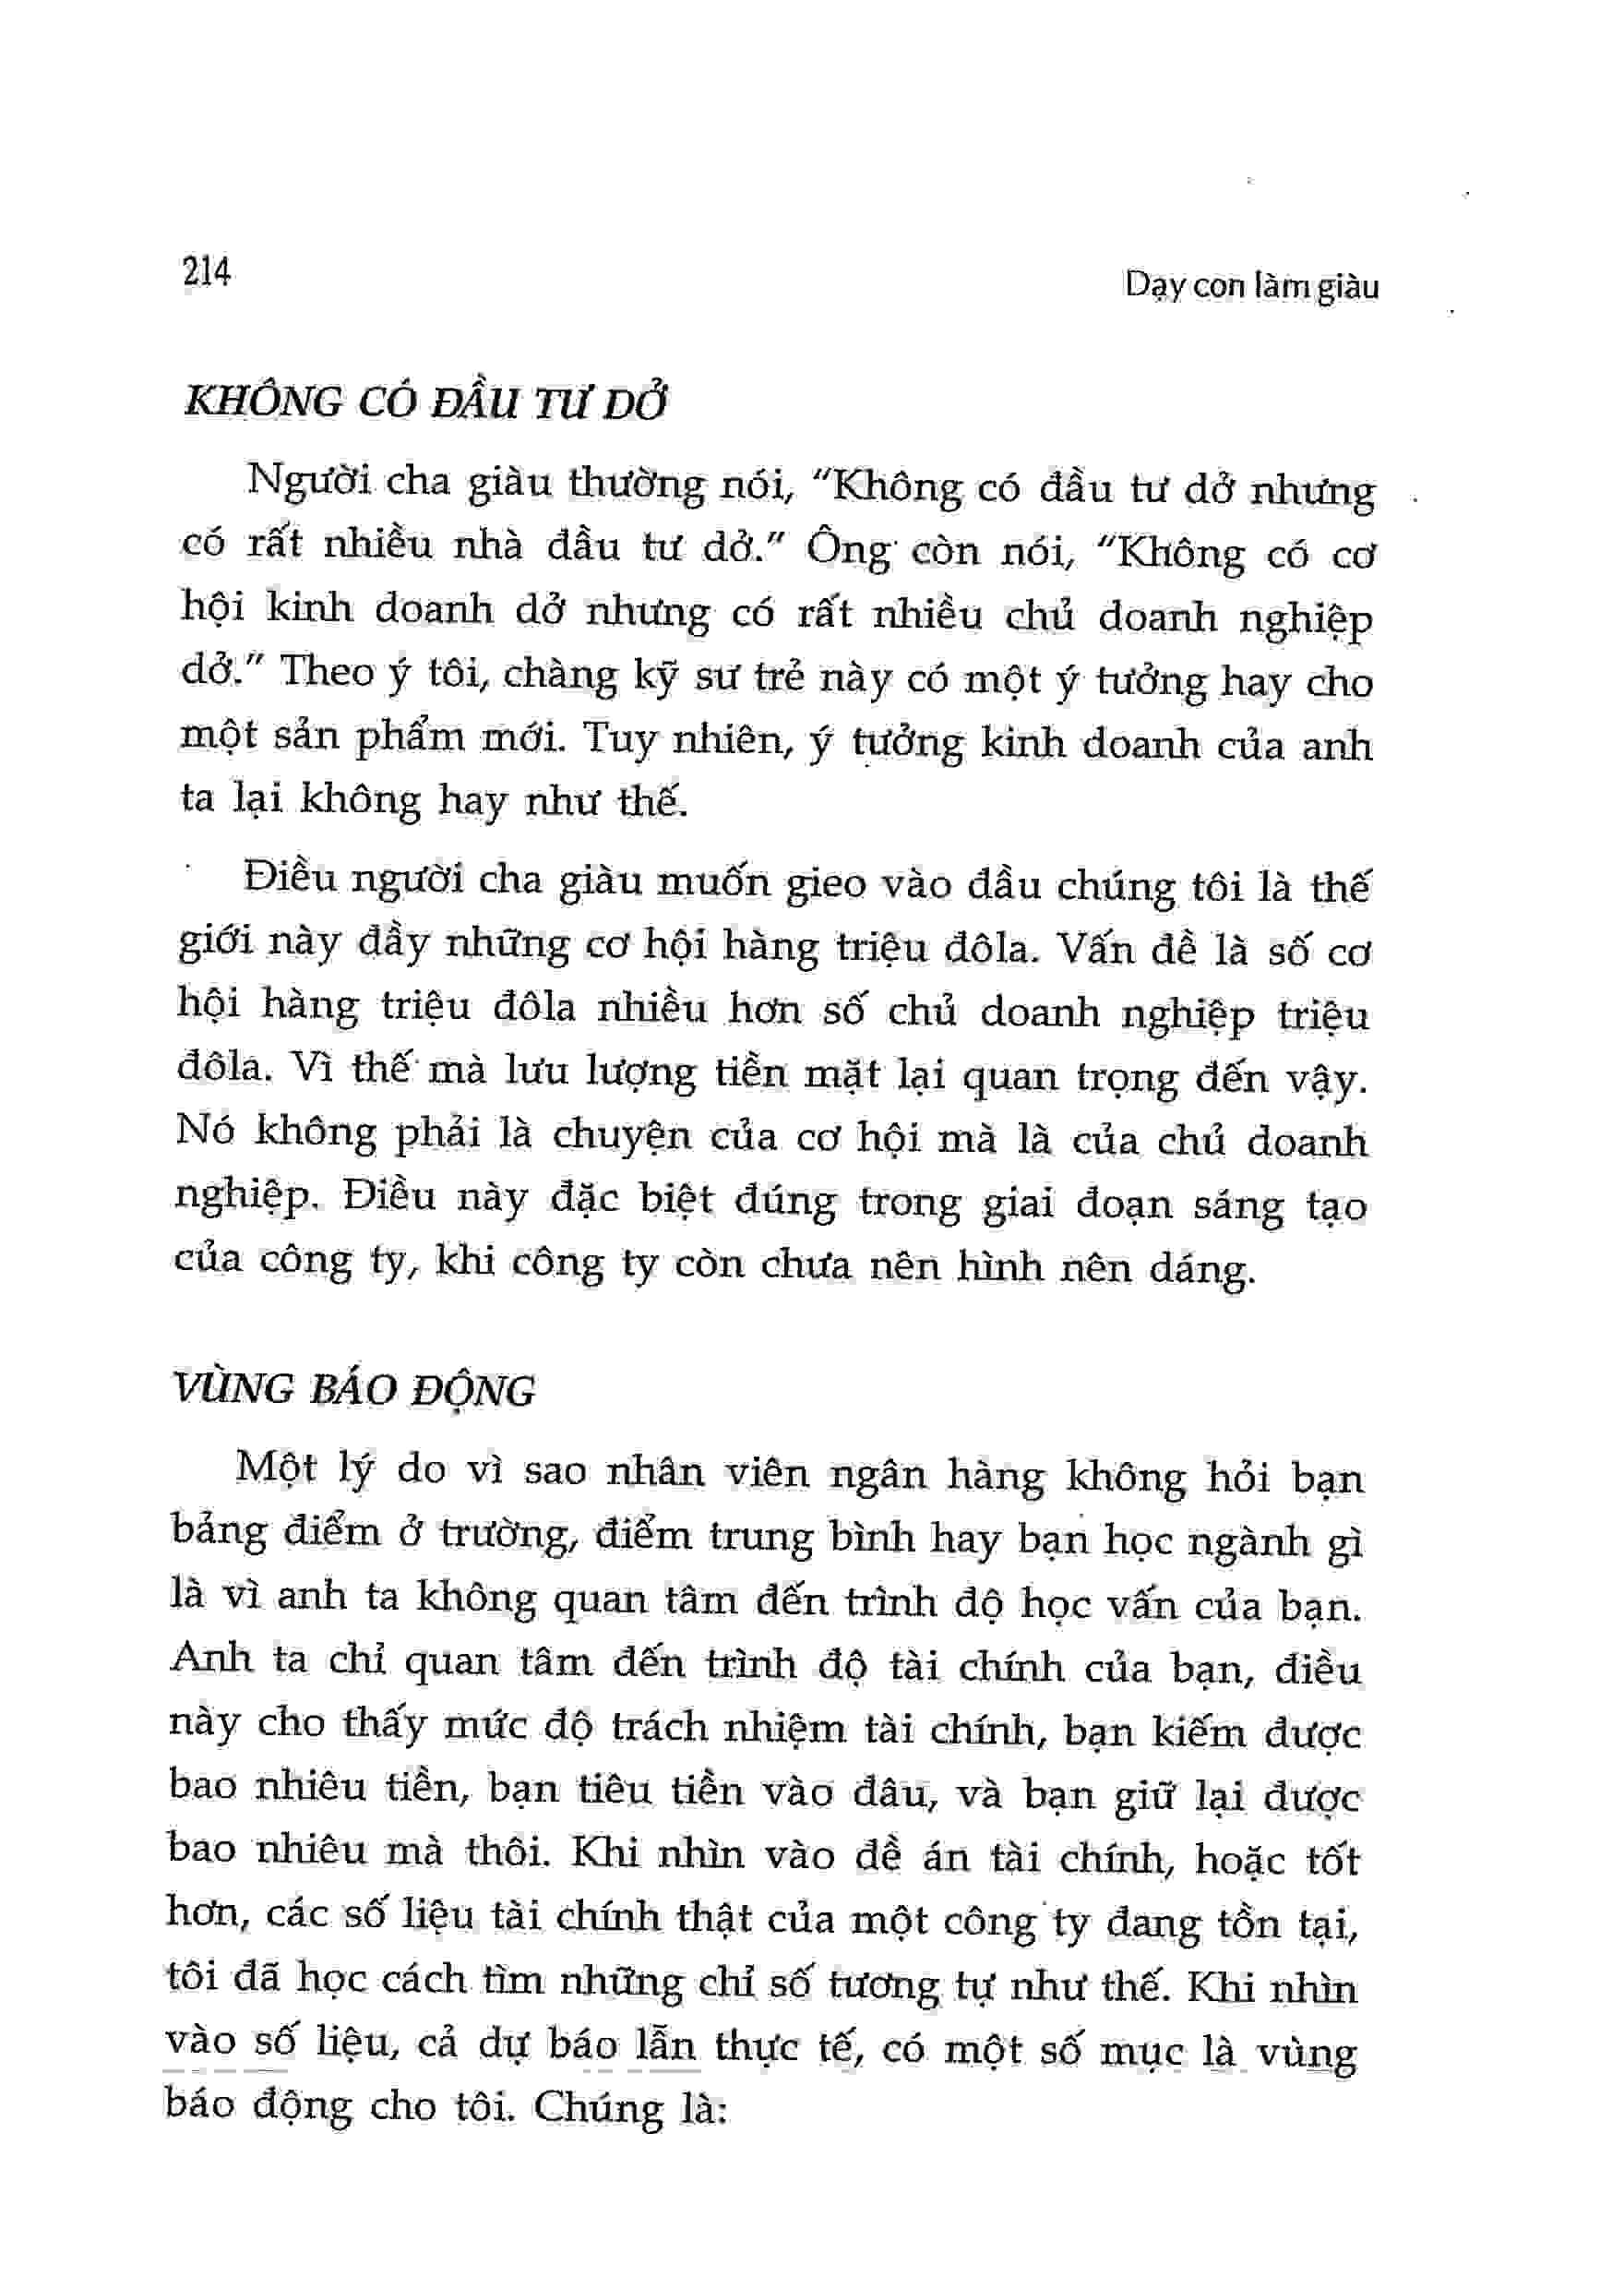 214
Dạy con làm giàu
KHÔNG CÓ ĐẦU TƯ DỞ
Người cha giàu thường nói, “Không có đầu tư dở nhưng
có rất nhiều nhà đầu tư dở.” Ông còn nói, “Không có cơ
hội kinh doanh dở nhưng có rất nhiều chủ doanh nghiệp
dở.” Theo ý tôi, chàng kỹ sư trẻ này có một ý tưởng hay cho
một sản phẩm mới. Tuy nhiên, ý tưởng kinh doanh của anh
ta lại không hay như thế.
Điều người cha giàu muốn gieo vào đầu chúng tôi là thế
giới này đầy những cơ hội hàng triệu đôla. Vấn đề là số cơ
hội hàng triệu đôla nhiều hơn số chủ doanh nghiệp triệu
đôla. Vì thế mà lưu lượng tiền mặt lại quan trọng đến vậy.
Nó không phải là chuyện của cơ hội mà là của chủ doanh
nghiệp. Điều này đặc biệt đúng trong giai đoạn sáng tạo
của công ty, khi công ty còn chưa nên hình nên dáng.
VÙNG BÁO ĐỘNG
Một lý do vì sao nhân viên ngân hàng không hỏi bạn
bảng điểm ở trường, điểm trung bình hay bạn học ngành gì
là vì anh ta không quan tâm đến trình độ học vấn của bạn.
Anh ta chỉ quan tâm đến trình độ tài chính của bạn, điều
này cho thấy mức độ trách nhiệm tài chính, bạn kiếm được
bao nhiêu tiền, bạn tiêu tiền vào đâu, và bạn giữ lại được
bao nhiêu mà thôi. Khi nhìn vào đề án tài chính, hoặc tốt
hơn, các số liệu tài chính thật của một công ty đang tồn tại,
tôi đã học cách tìm những chỉ số tương tự như thế. Khi nhìn
vào số liệu, cả dự báo lẫn thực tế, có một số mục là vùng
báo động cho tôi. Chúng là: